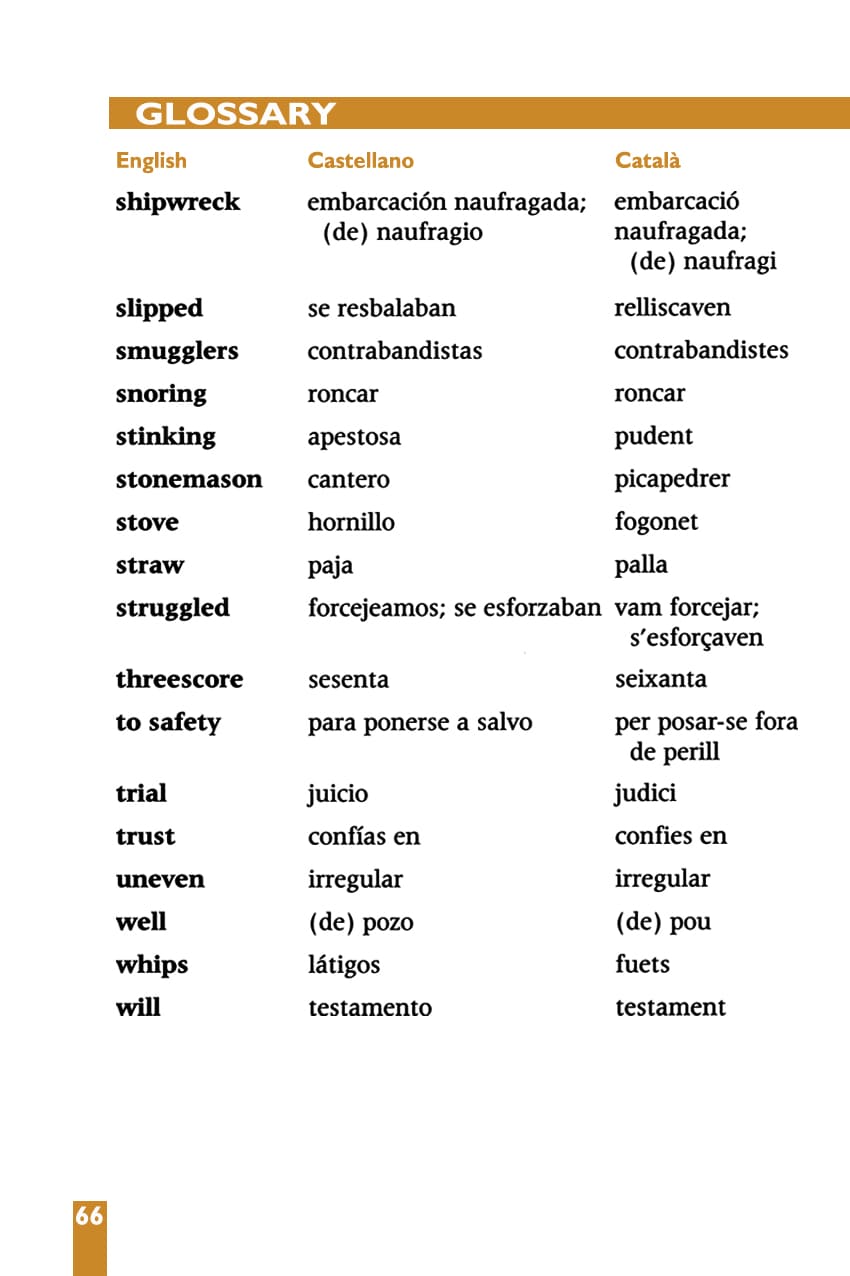 GLOSSARY
English Castellano Català
shipwreck embarcación naufragada; embarcació
(de) naufragio naufragada;
(de) naufragi
slipped se resbalaban relliscaven
smugglers contrabandistas contrabandistes
snoring roncar roncar
stinking apestosa pudent
stonemason cantero picapedrer
stove hornillo fogonet
straw paja palla
struggled forcejeamos; se esforzaban vam forcejar;
s'esforçaven
threescore sesenta seixanta
to safety para ponerse a salvo per posar-se fora
de perill
trial juicio judici
trust confías en confies en
uneven irregular irregular
well (de) pozo (de) pou
whips látigos fuets
will testamento testament
66